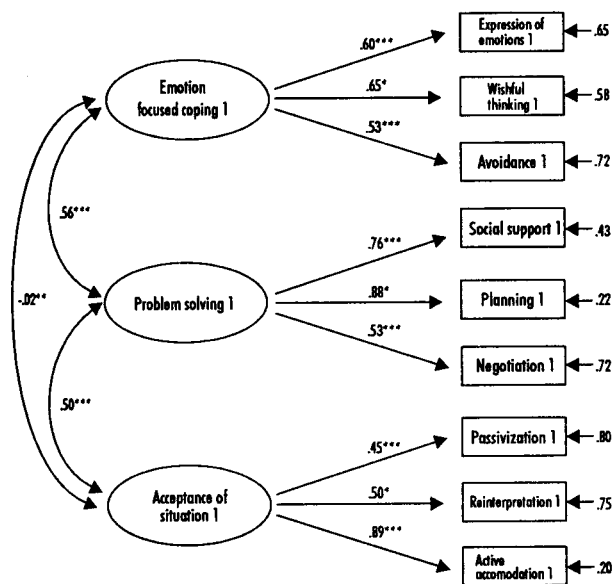 Expression of
emotions 1
.65
.60***
Emotion
focused coping 1
.65*
Wishful
thinking 1
.58
.53***
Avoidance 1
.72
.56***
Social support 1
.43
.76***
-.02**
Problem solving 1
.88*
Planning 1
.22
.53***
Negotiation 1
.72
.50***
Passivization 1
.80
.45***
Acceptance of
situation 1
.50*
Reinterpretation 1
.75
.89***
Active
accomodation 1
.20